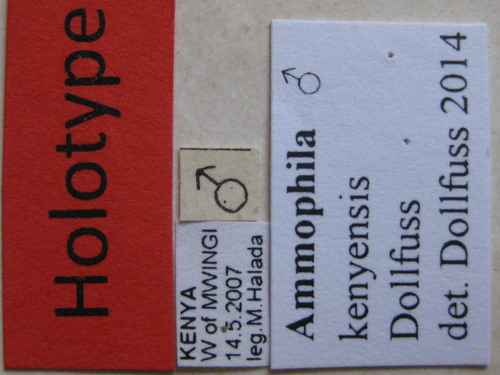 Holotype
♂
KENYA
W of MWINGI
14.5.2007
leg.M.Halada
Ammophila ♂
kenyensis
Dollfuss
det. Dollfuss 2014